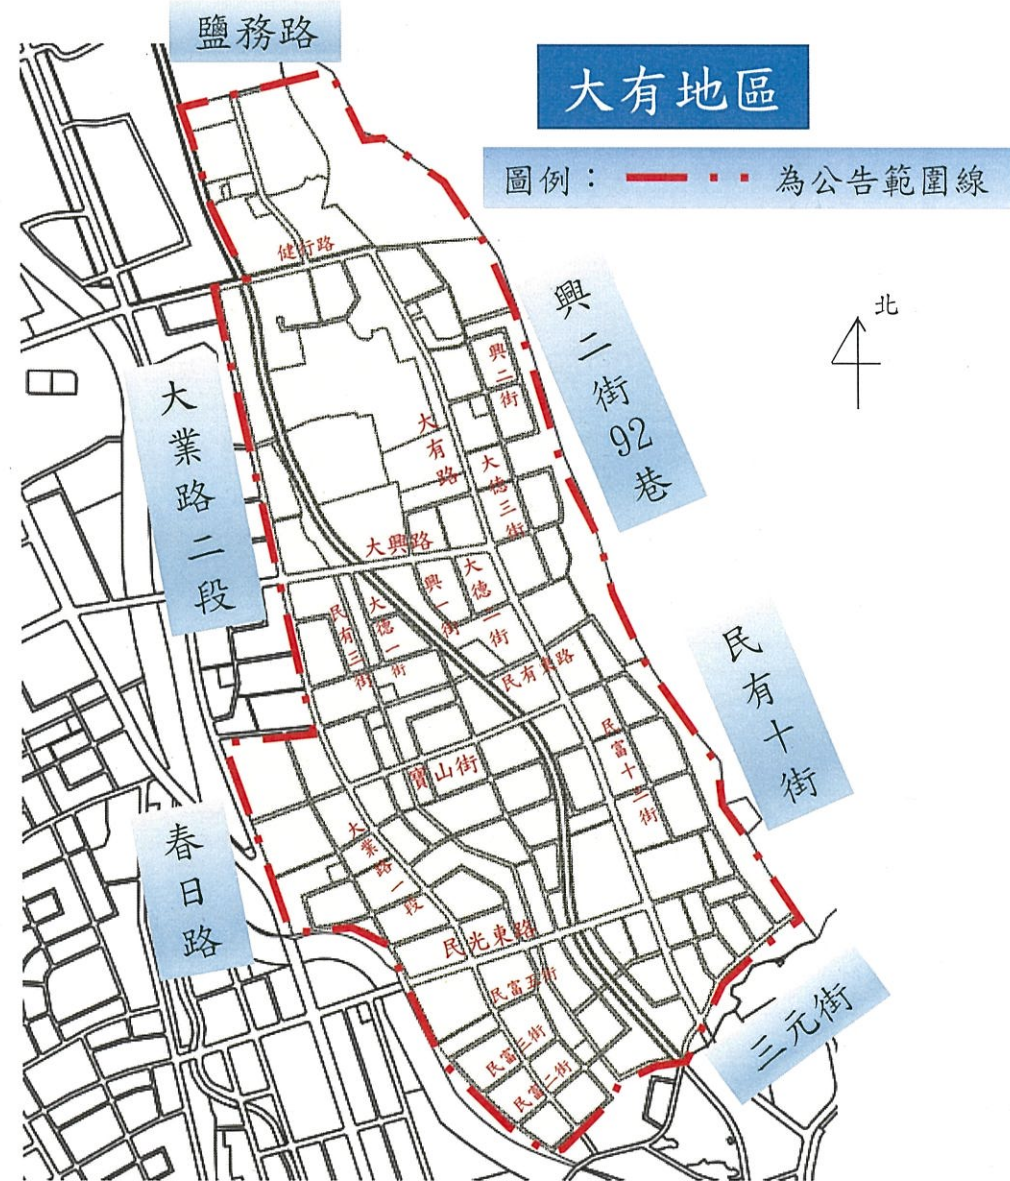 鹽務路
大有地區
圖例： 為公告範圍線
北
健行路
興二街92巷
興二街
大業路二段
大有路
大德三街
大興路
大德二街
興一街
大德一街
民有三街
民有東路
民有十街
民富十二街
寶山街
春日路
大業路一段
民光東路
民富五街
民富三街
民富二街
三元街